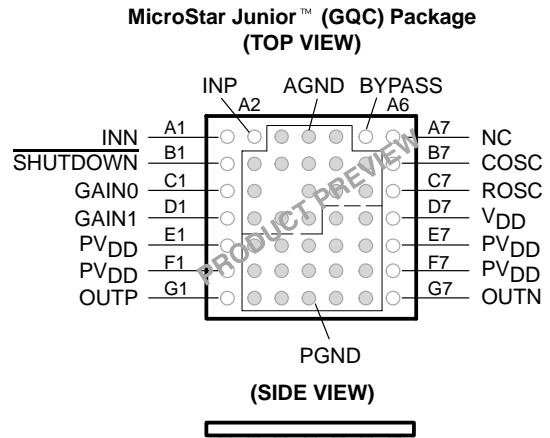 MicroStar Junior™ (GQC) Package
(TOP VIEW)
INP AGND BYPASS
A2 A6
INN A1 A7 NC
SHUTDOWN B1 B7 COSC
GAIN0 C1 C7 ROSC
GAIN1 D1 D7 VDD
PVDD E1 E7 PVDD
PVDD F1 F7 PVDD
OUTP G1 G7 OUTN
PRODUCT PREVIEW
PGND
(SIDE VIEW)